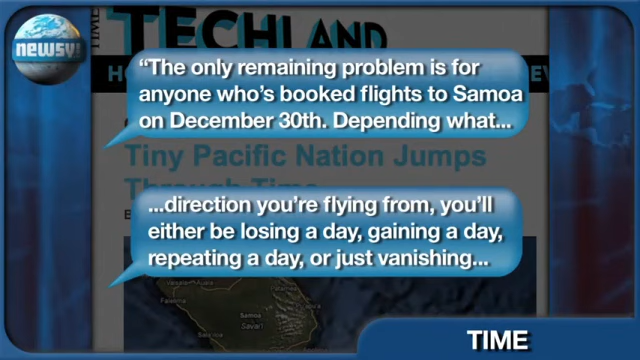 TIME
TECHLAND
newsy!
"The only remaining problem is for
anyone who's booked flights to Samoa
on December 30th. Depending what...
Tiny Pacific Nation Jumps
Through Time
...direction you're flying from, you'll
either be losing a day, gaining a day,
repeating a day, or just vanishing...
Samoa
Savai'i
TIME